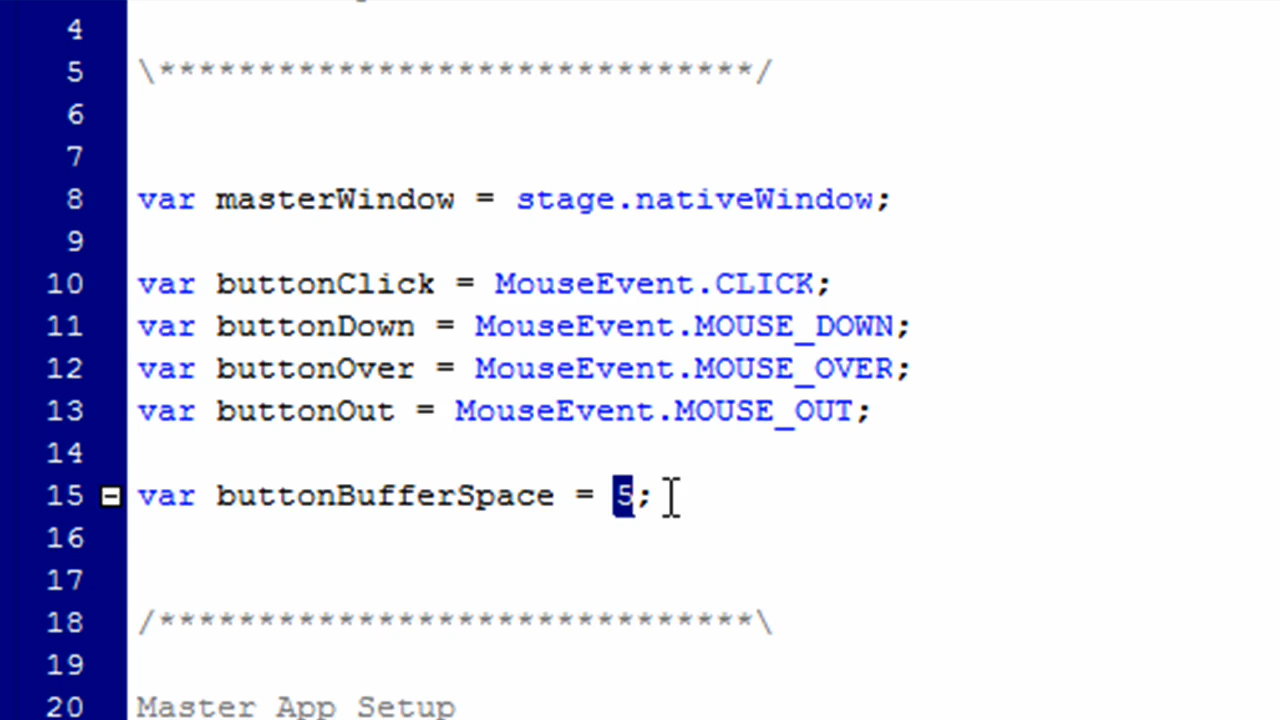 4
5 \******************************/
6
7
8 var masterWindow = stage.nativeWindow;
9
10 var buttonClick = MouseEvent.CLICK;
11 var buttonDown = MouseEvent.MOUSE_DOWN;
12 var buttonOver = MouseEvent.MOUSE_OVER;
13 var buttonOut = MouseEvent.MOUSE_OUT;
14
15 var buttonBufferSpace = 5;
16
17
18 /******************************\
19
20 Master App Setup